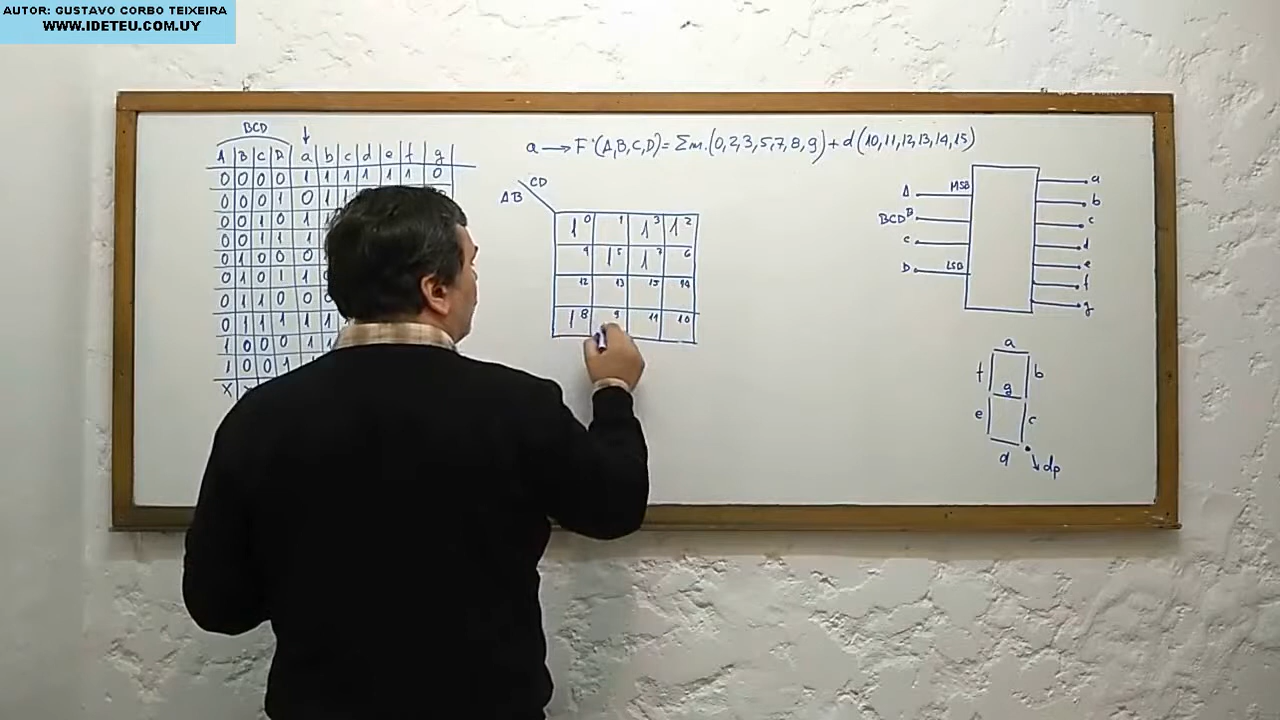 AUTOR: GUSTAVO CORBO TEIXEIRA
WWW.IDETEU.COM.UY
BCD
A B C D a b c d e f g
0 0 0 0 1 1 1 1 1 1 0
0 0 0 1 0 1
0 0 1 0 1 1
0 0 1 1 1
0 1 0 0 0
0 1 0 1 1 0
0 1 1 0 0 0
0 1 1 1 1 1
1 0 0 0 1 1
1 0 0 1 1
X
a → F'(A,B,C,D)=Σm.(0,2,3,5,7,8,9)+d(10,11,12,13,14,15)
CD
AB
1 0 1 1 3 1 2
4 1 5 1 7 6
12 13 15 14
1 8 9 11 10
A MSB a
BCD B b
C c
d
D LSB e
f
g
a
f b
g
e c
d dp